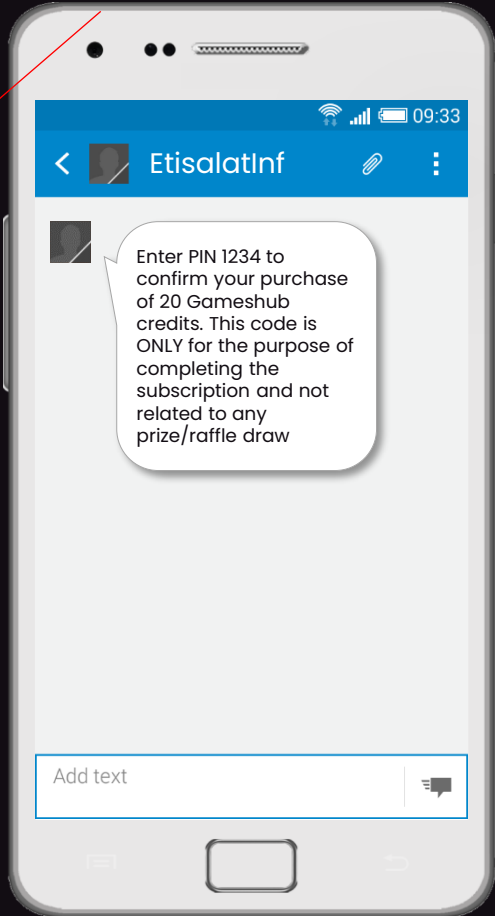 09:33
EtisalatInf
Enter PIN 1234 to
confirm your purchase
of 20 Gameshub
credits. This code is
ONLY for the purpose of
completing the
subscription and not
related to any
prize/raffle draw
Add text